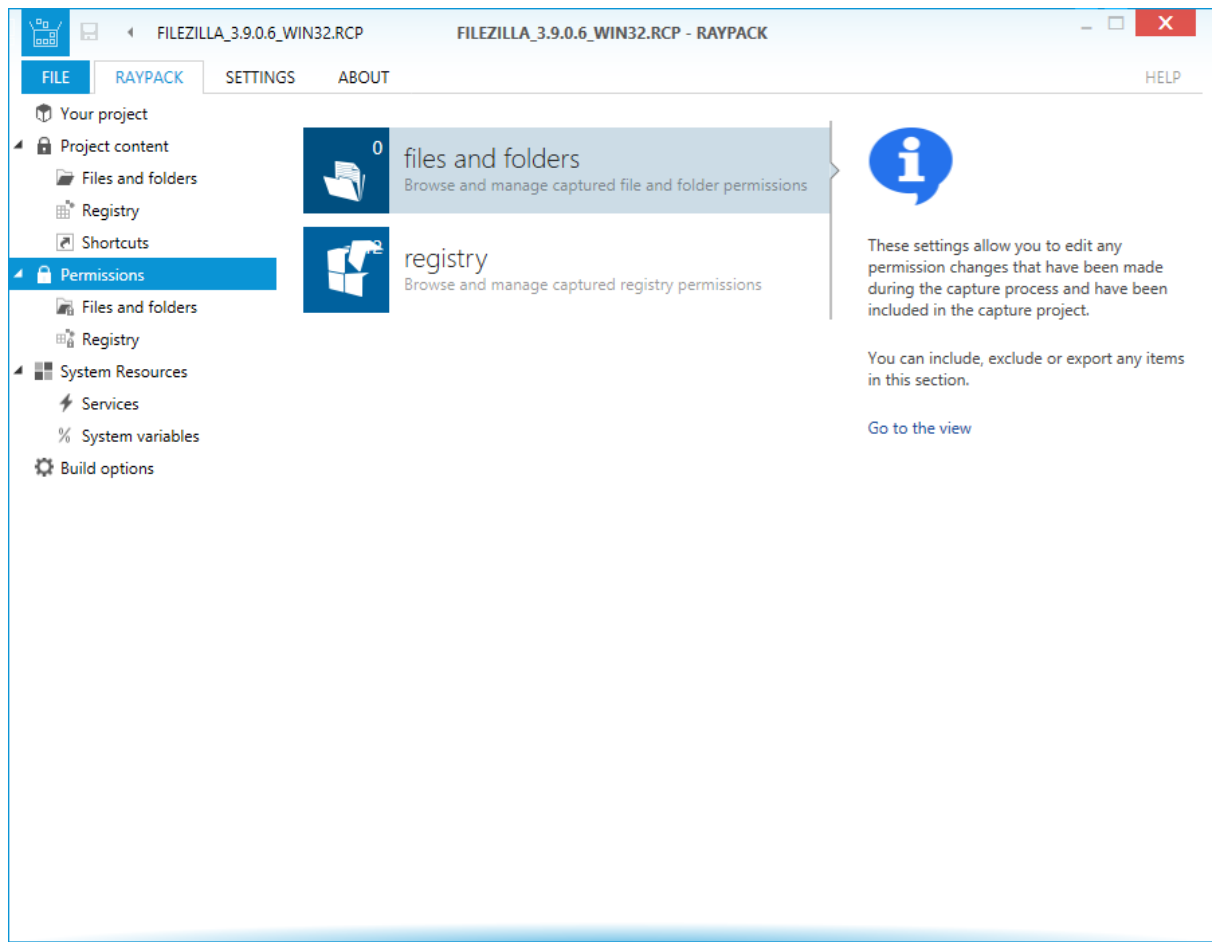 FILEZILLA_3.9.0.6_WIN32.RCP
FILEZILLA_3.9.0.6_WIN32.RCP - RAYPACK
FILE
RAYPACK
SETTINGS
ABOUT
HELP
Your project
Project content
Files and folders
Registry
Shortcuts
Permissions
Files and folders
Registry
System Resources
Services
System variables
Build options
0
files and folders
Browse and manage captured file and folder permissions
2
registry
Browse and manage captured registry permissions
These settings allow you to edit any
permission changes that have been made
during the capture process and have been
included in the capture project.
You can include, exclude or export any items
in this section.
Go to the view